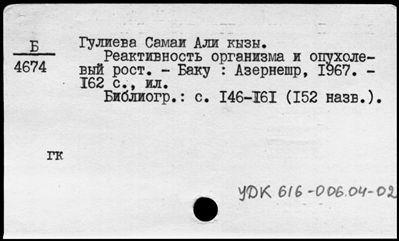 Б
4674
Гулиева Самаи Али кызы.
Реактивность организма и опухоле-
вый рост. - Баку : Азернешр, 1967. -
162 с., ил.
Библиогр.: с. 146-161 (152 назв.).
гк
УДК 616-006.04-02